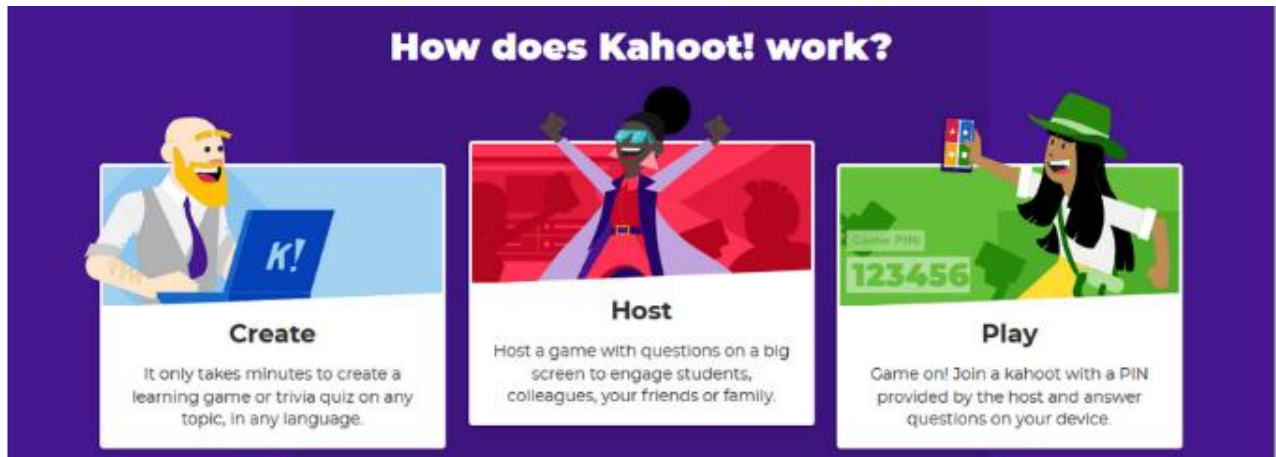 How does Kahoot! work?
K!
Create
It only takes minutes to create a
learning game or trivia quiz on any
topic, in any language.
Host
Host a game with questions on a big
screen to engage students,
colleagues, your friends or family.
Game PIN:
123456
Play
Game on! Join a kahoot with a PIN
provided by the host and answer
questions on your device.